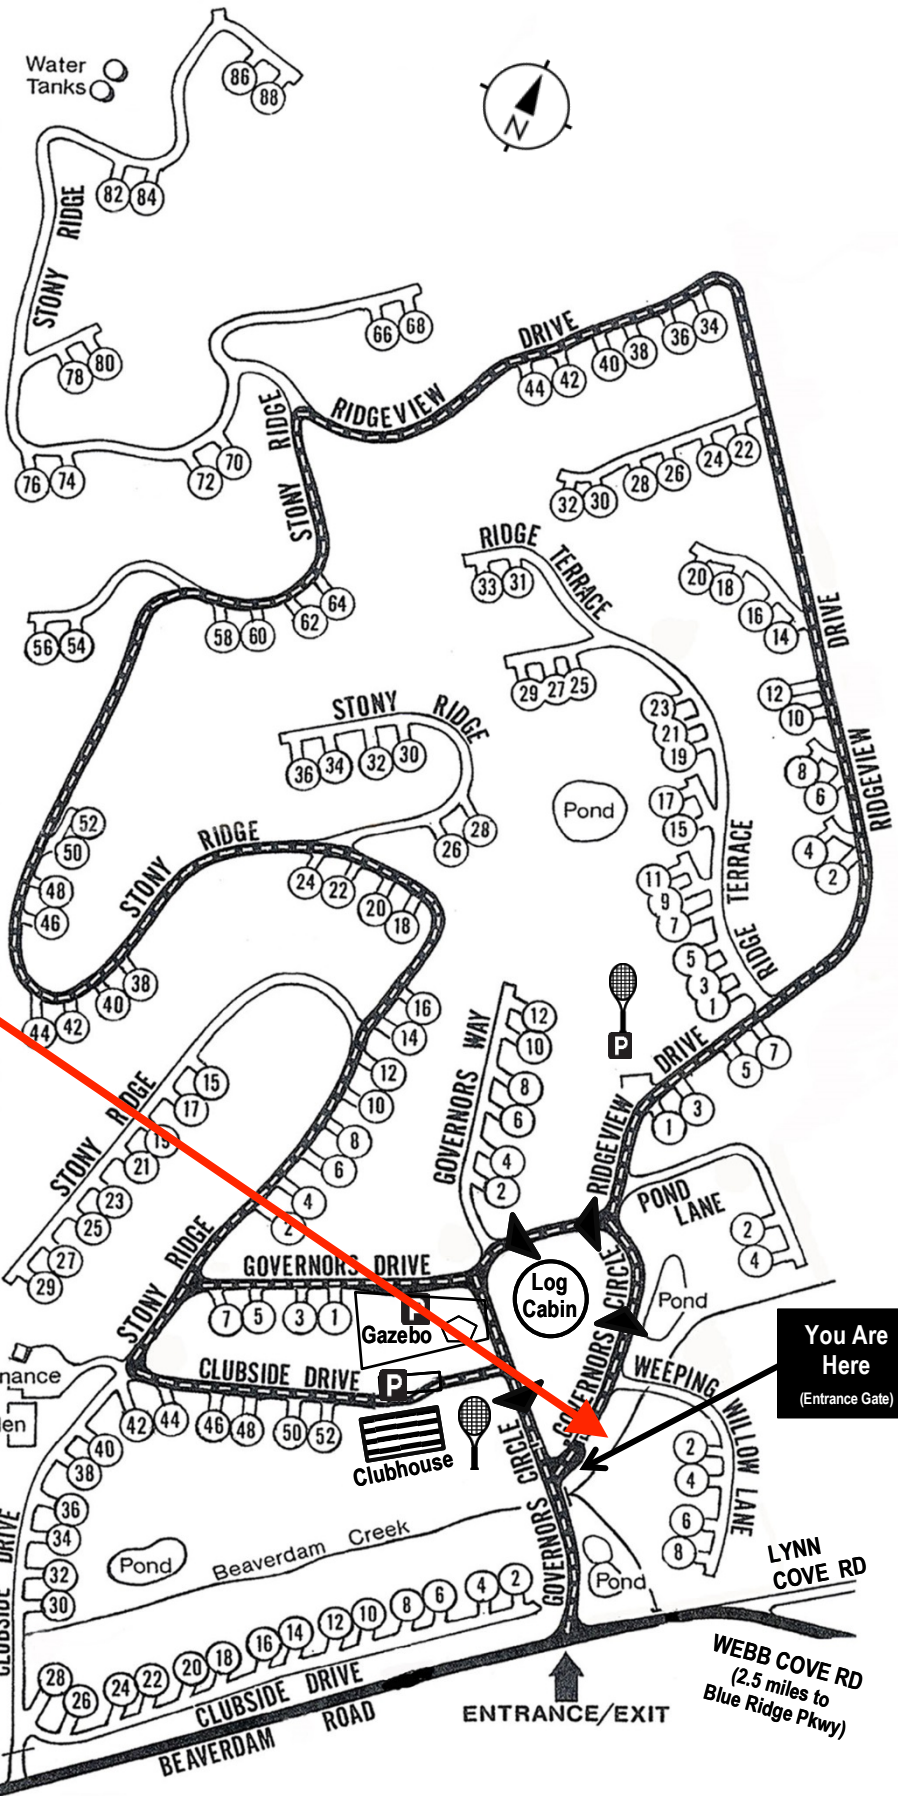 Water
Tanks
86
88
N
82
84
STONY RIDGE
66
68
78
80
76
74
72
70
STONY RIDGE
RIDGEVIEW DRIVE
44
42
40
38
36
34
32
30
28
26
24
22
RIDGE TERRACE
33
31
29
27
25
20
18
16
14
RIDGEVIEW DRIVE
12
10
8
6
4
2
56
54
58
60
62
64
STONY RIDGE
36
34
32
30
28
26
23
21
19
17
15
11
9
7
5
3
1
RIDGE TERRACE
Pond
52
50
48
46
44
42
40
38
STONY RIDGE
24
22
20
18
16
14
12
10
8
6
4
2
STONY RIDGE
15
17
19
21
23
25
27
29
GOVERNORS WAY
12
10
8
6
4
2
P
RIDGEVIEW DRIVE
7
5
3
1
POND
LANE
2
4
STONY RIDGE
GOVERNORS DRIVE
7
5
3
1
P
Gazebo
Log
Cabin
GOVERNORS CIRCLE
Pond
You Are
Here
(Entrance Gate)
CLUBSIDE DRIVE
P
Clubhouse
42
44
46
48
50
52
nance
en
WEEPING WILLOW LANE
2
4
6
8
GOVERNORS CIRCLE
GOVERNORS
40
38
36
34
32
30
CLUBSIDE DRIVE
Pond
Beaverdam Creek
Pond
28
26
24
22
20
18
16
14
12
10
8
6
4
2
CLUBSIDE DRIVE
BEAVERDAM ROAD
ENTRANCE/EXIT
LYNN
COVE RD
WEBB COVE RD
(2.5 miles to
Blue Ridge Pkwy)